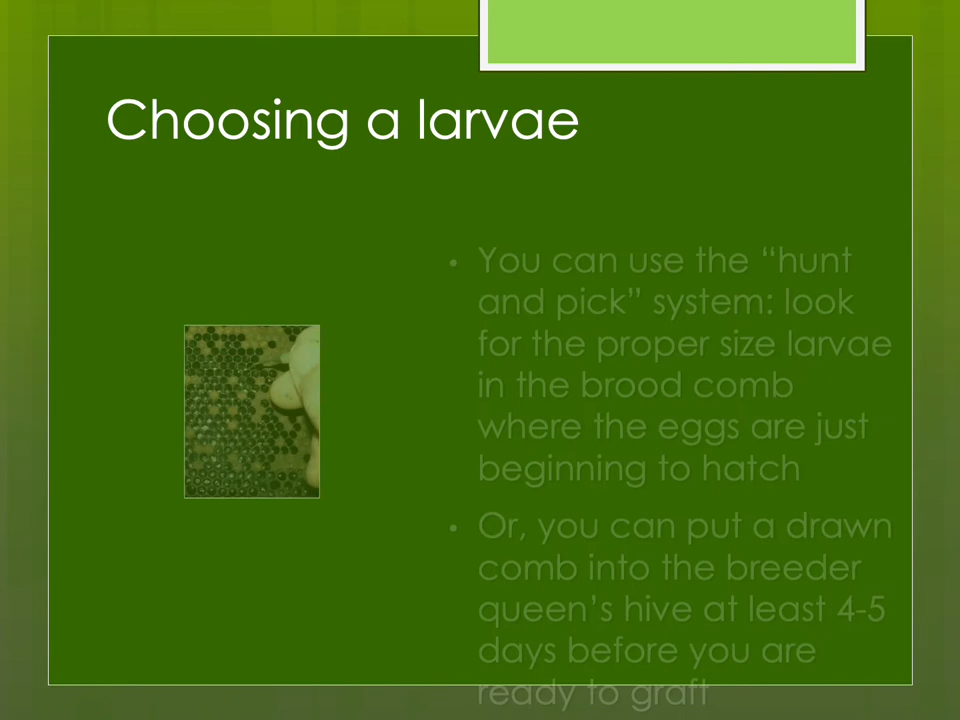 Choosing a larvae
• You can use the “hunt
and pick” system: look
for the proper size larvae
in the brood comb
where the eggs are just
beginning to hatch
• Or, you can put a drawn
comb into the breeder
queen’s hive at least 4-5
days before you are
ready to graft